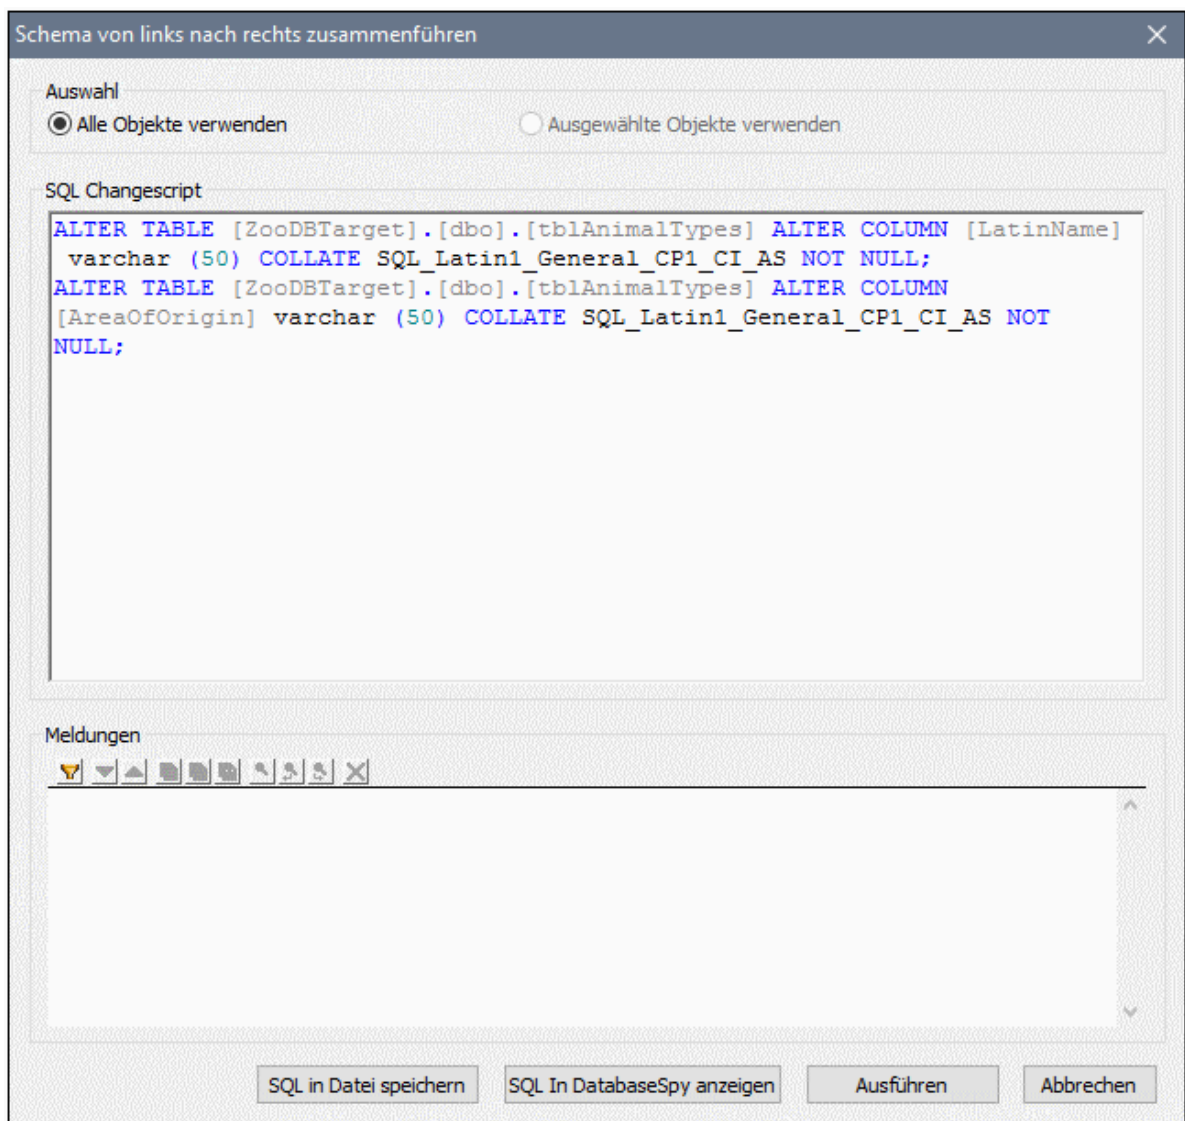 Schema von links nach rechts zusammenführen
Auswahl
Alle Objekte verwenden
Ausgewählte Objekte verwenden
SQL Changescript
ALTER TABLE [ZooDBTarget].[dbo].[tblAnimalTypes] ALTER COLUMN [LatinName]
varchar (50) COLLATE SQL_Latin1_General_CP1_CI_AS NOT NULL;
ALTER TABLE [ZooDBTarget].[dbo].[tblAnimalTypes] ALTER COLUMN
[AreaOfOrigin] varchar (50) COLLATE SQL_Latin1_General_CP1_CI_AS NOT
NULL;
Meldungen
SQL in Datei speichern
SQL In DatabaseSpy anzeigen
Ausführen
Abbrechen